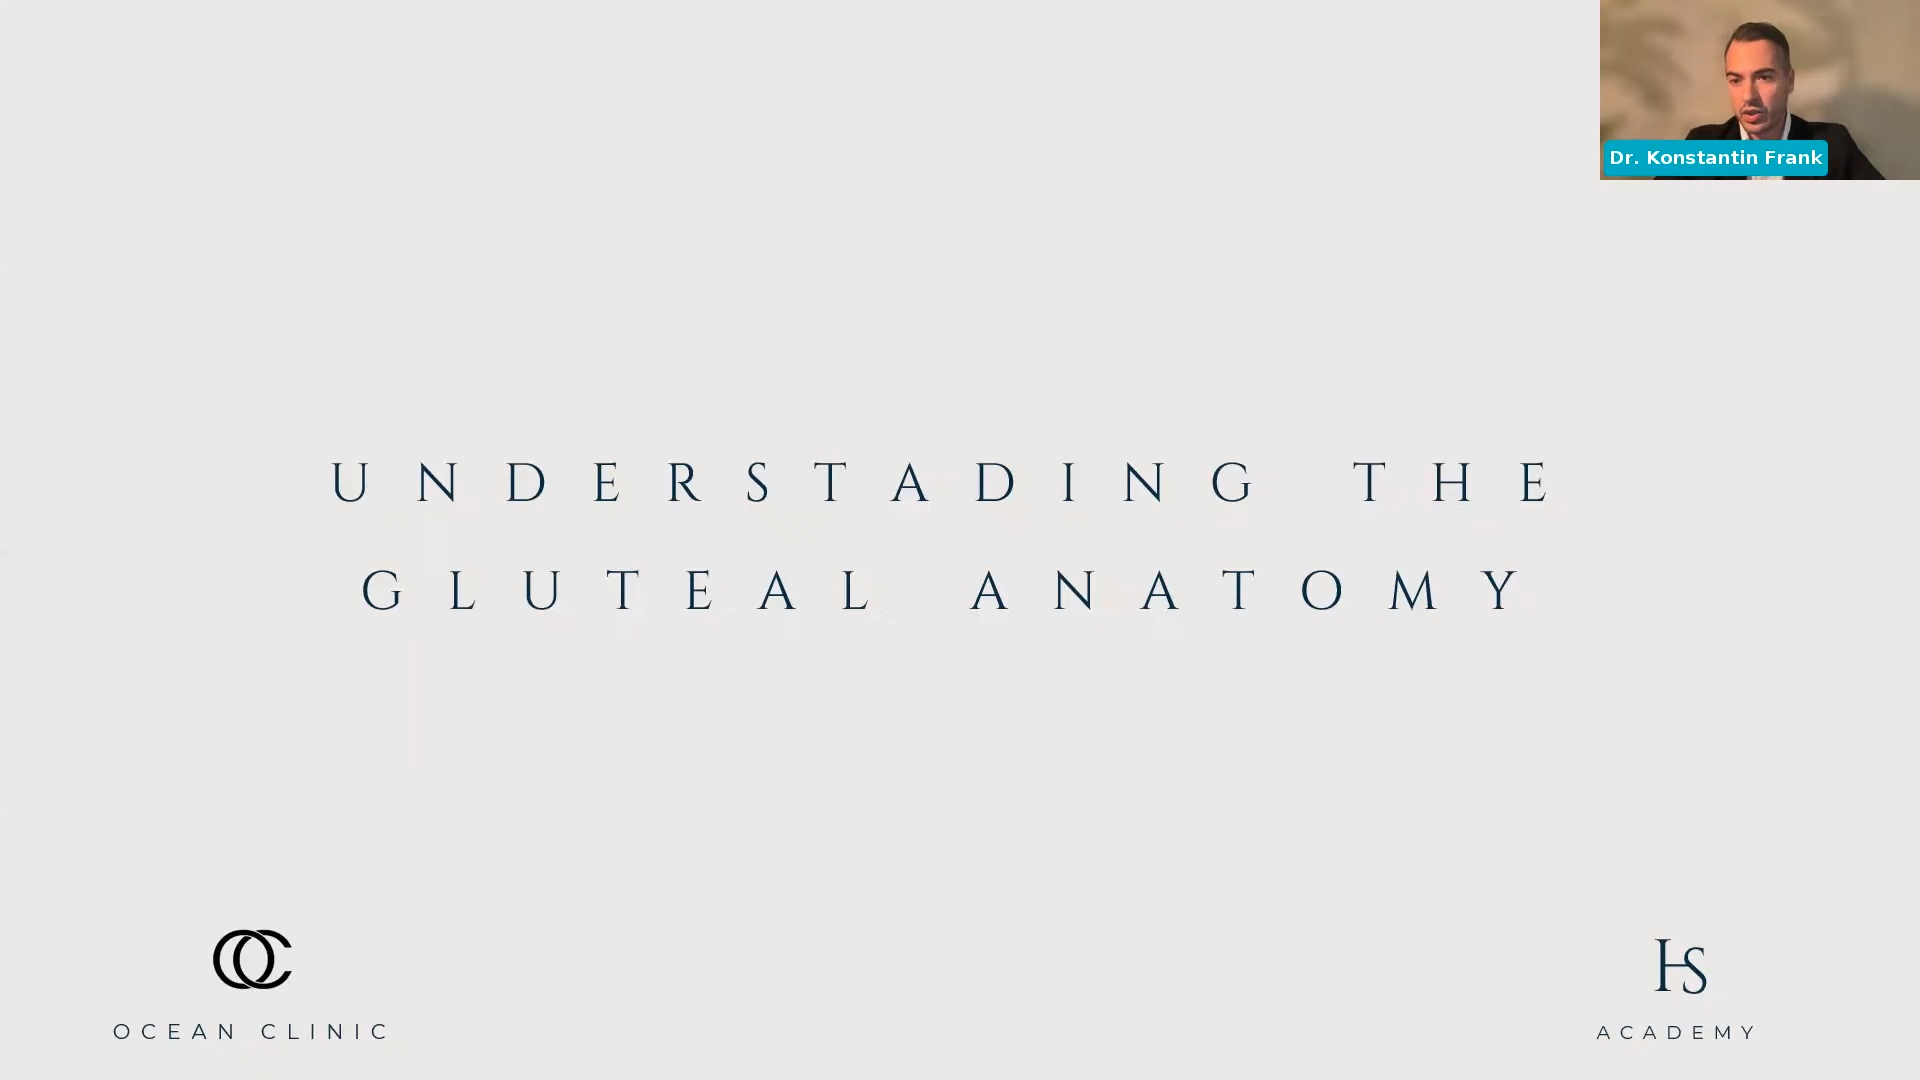 Dr. Konstantin Frank
UNDERSTADING THE
GLUTEAL ANATOMY
OC
OCEAN CLINIC
HS
ACADEMY